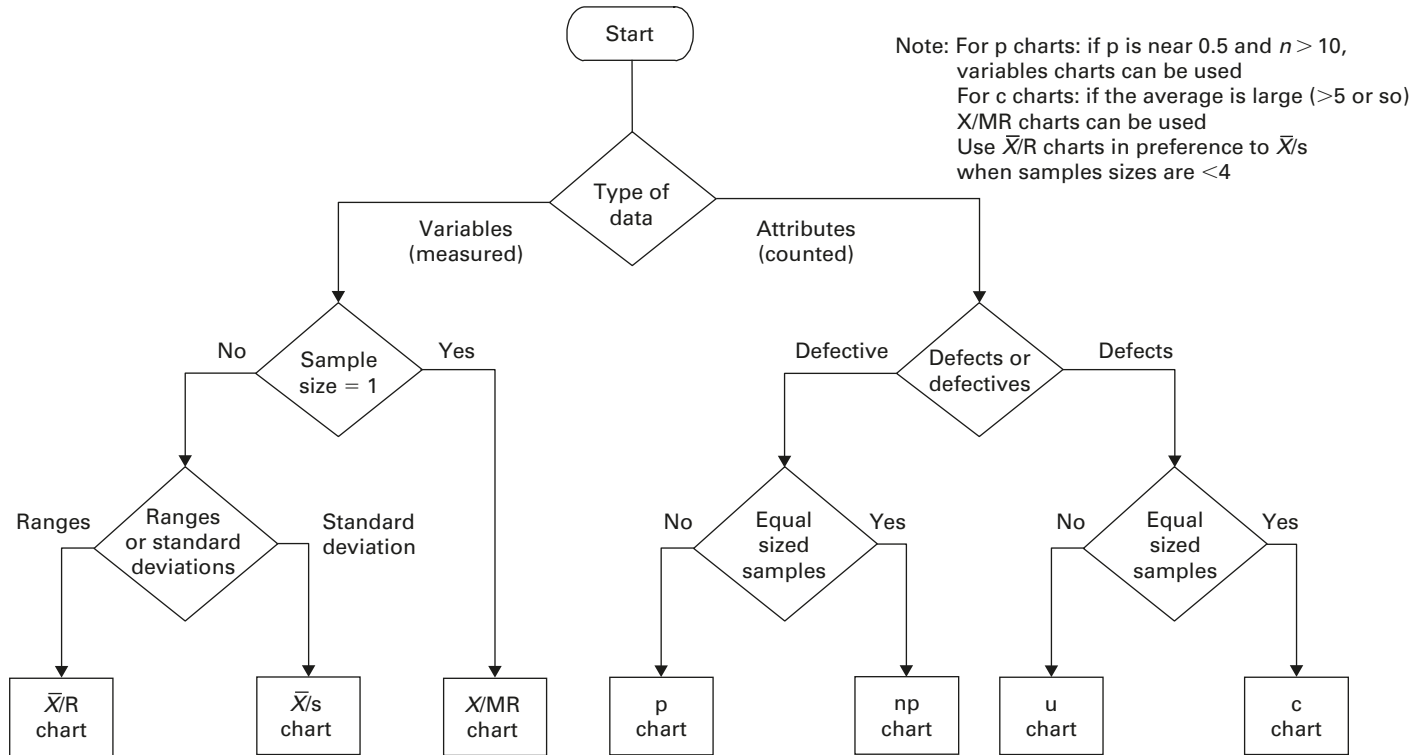 Start
Note: For p charts: if p is near 0.5 and n > 10,
variables charts can be used
For c charts: if the average is large (>5 or so)
X/MR charts can be used
Use X̅/R charts in preference to X̅/s
when samples sizes are <4
Type of
data
Variables
(measured)
Attributes
(counted)
No
Sample
size = 1
Yes
Defective
Defects or
defectives
Defects
Ranges
Ranges
or standard
deviations
Standard
deviation
No
Equal
sized
samples
Yes
No
Equal
sized
samples
Yes
X̅/R
chart
X̅/s
chart
X/MR
chart
p
chart
np
chart
u
chart
c
chart